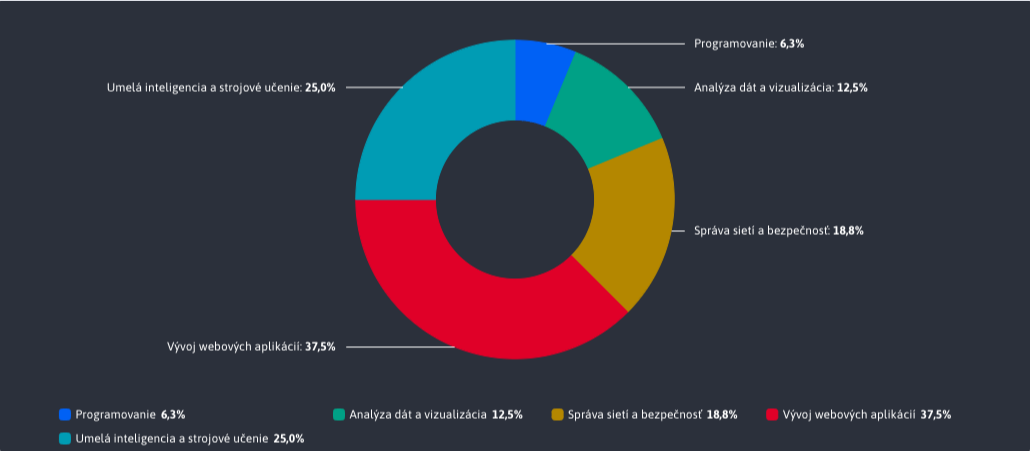 Programovanie: 6,3%
Umelá inteligencia a strojové učenie: 25,0%
Analýza dát a vizualizácia: 12,5%
Správa sietí a bezpečnosť: 18,8%
Vývoj webových aplikácií: 37,5%
Programovanie 6,3%
Analýza dát a vizualizácia 12,5%
Správa sietí a bezpečnosť 18,8%
Vývoj webových aplikácií 37,5%
Umelá inteligencia a strojové učenie 25,0%